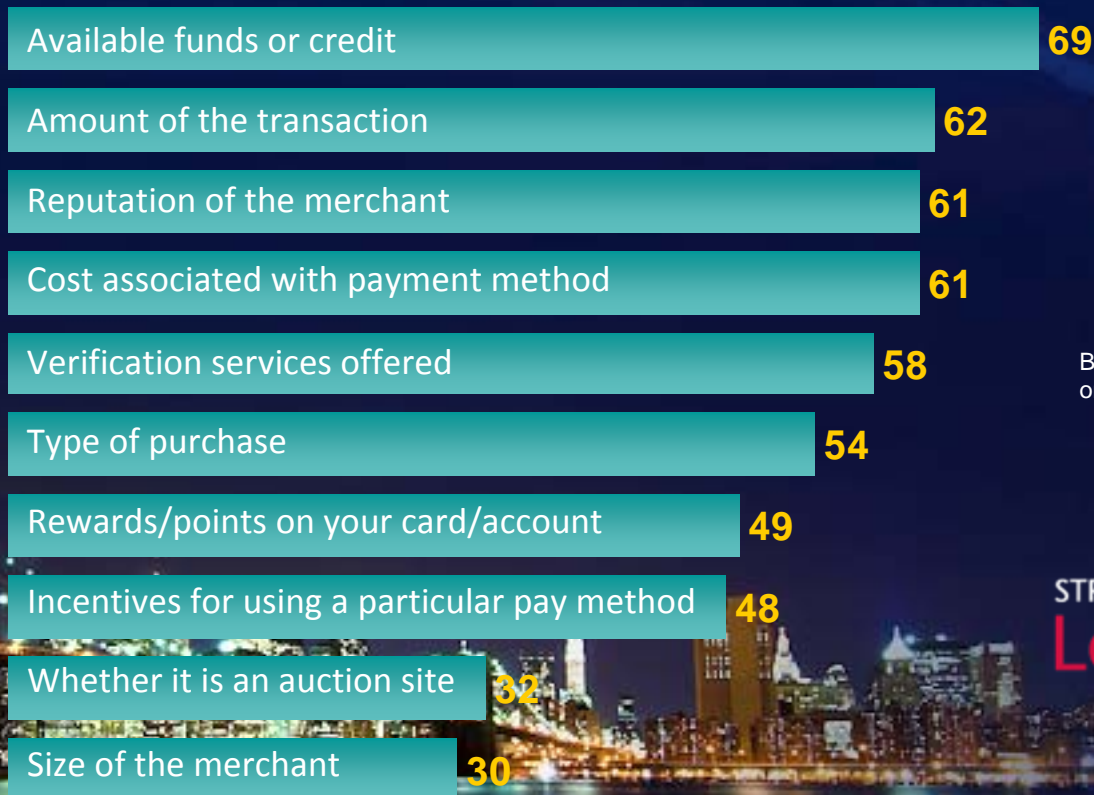 Available funds or credit 69
Amount of the transaction 62
Reputation of the merchant 61
Cost associated with payment method 61
Verification services offered 58
Type of purchase 54
Rewards/points on your card/account 49
Incentives for using a particular pay method 48
Whether it is an auction site 32
Size of the merchant 30